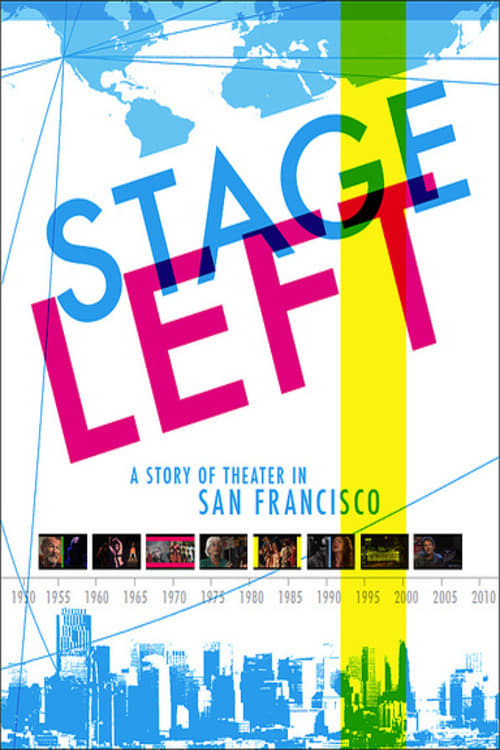 STAGE
LEFT
A STORY OF THEATER IN
SAN FRANCISCO
1950 1955 1960 1965 1970 1975 1980 1985 1990 1995 2000 2005 2010